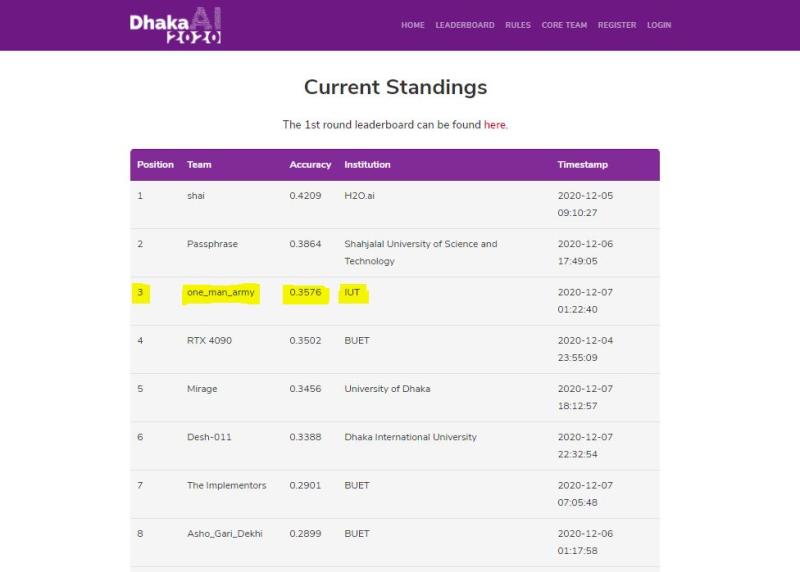 DhakaAI
2020
HOME LEADERBOARD RULES CORE TEAM REGISTER LOGIN
Current Standings
The 1st round leaderboard can be found here.
Position Team Accuracy Institution Timestamp
1 shai 0.4209 H2O.ai 2020-12-05
09:10:27
2 Passphrase 0.3864 Shahjalal University of Science and 2020-12-06
Technology 17:49:05
3 one_man_army 0.3576 IUT 2020-12-07
01:22:40
4 RTX 4090 0.3502 BUET 2020-12-04
23:55:09
5 Mirage 0.3456 University of Dhaka 2020-12-07
18:12:57
6 Desh-011 0.3388 Dhaka International University 2020-12-07
22:32:54
7 The Implementors 0.2901 BUET 2020-12-07
07:05:48
8 Asho_Gari_Dekhi 0.2899 BUET 2020-12-06
01:17:58